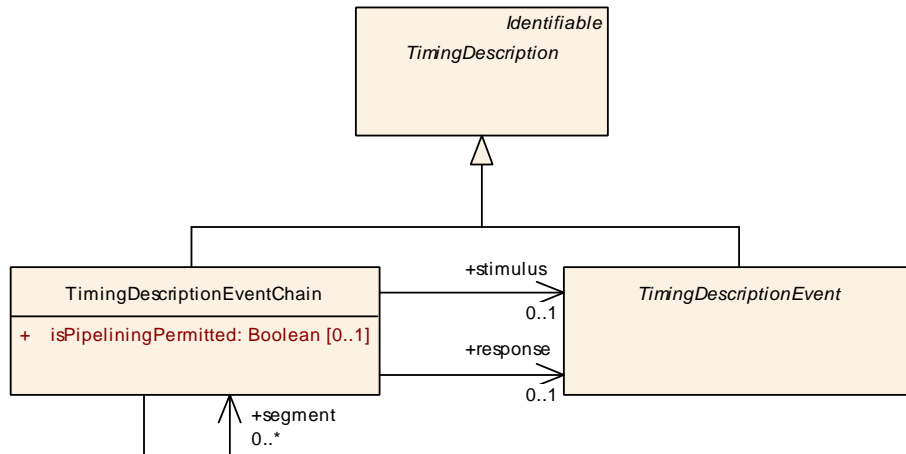 Identifiable
TimingDescription
TimingDescriptionEventChain
+ isPipeliningPermitted: Boolean [0..1]
+stimulus
0..1
+response
0..1
TimingDescriptionEvent
+segment
0..*